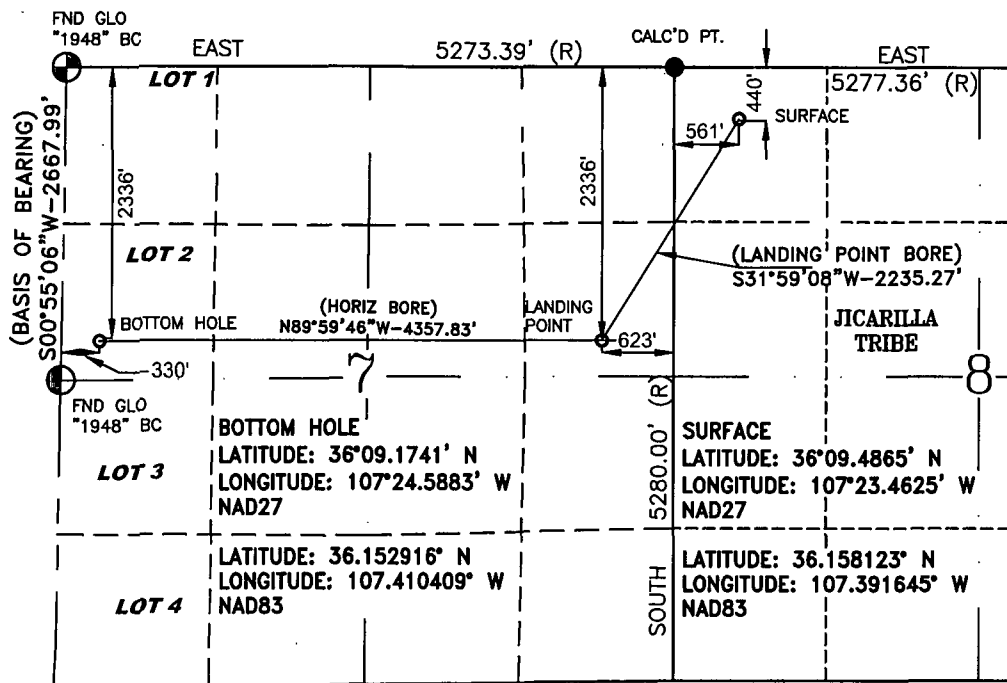 FND GLO
"1948" BC
EAST
5273.39' (R)
CALC'D PT.
EAST
5277.36' (R)
LOT 1
440'
SURFACE
561'
2336'
2336'
(BASIS OF BEARING)
S00°55'06"W-2667.99'
LOT 2
(LANDING POINT BORE)
S31°59'08"W-2235.27'
(HORIZ BORE)
N89°59'46"W-4357.83'
LANDING
POINT
BOTTOM HOLE
JICARILLA
TRIBE
623'
330'
7
8
FND GLO
"1948" BC
LOT 3
BOTTOM HOLE
LATITUDE: 36°09.1741' N
LONGITUDE: 107°24.5883' W
NAD27
SOUTH 5280.00' (R)
SURFACE
LATITUDE: 36°09.4865' N
LONGITUDE: 107°23.4625' W
NAD27
LOT 4
LATITUDE: 36.152916° N
LONGITUDE: 107.410409° W
NAD83
LATITUDE: 36.158123° N
LONGITUDE: 107.391645° W
NAD83